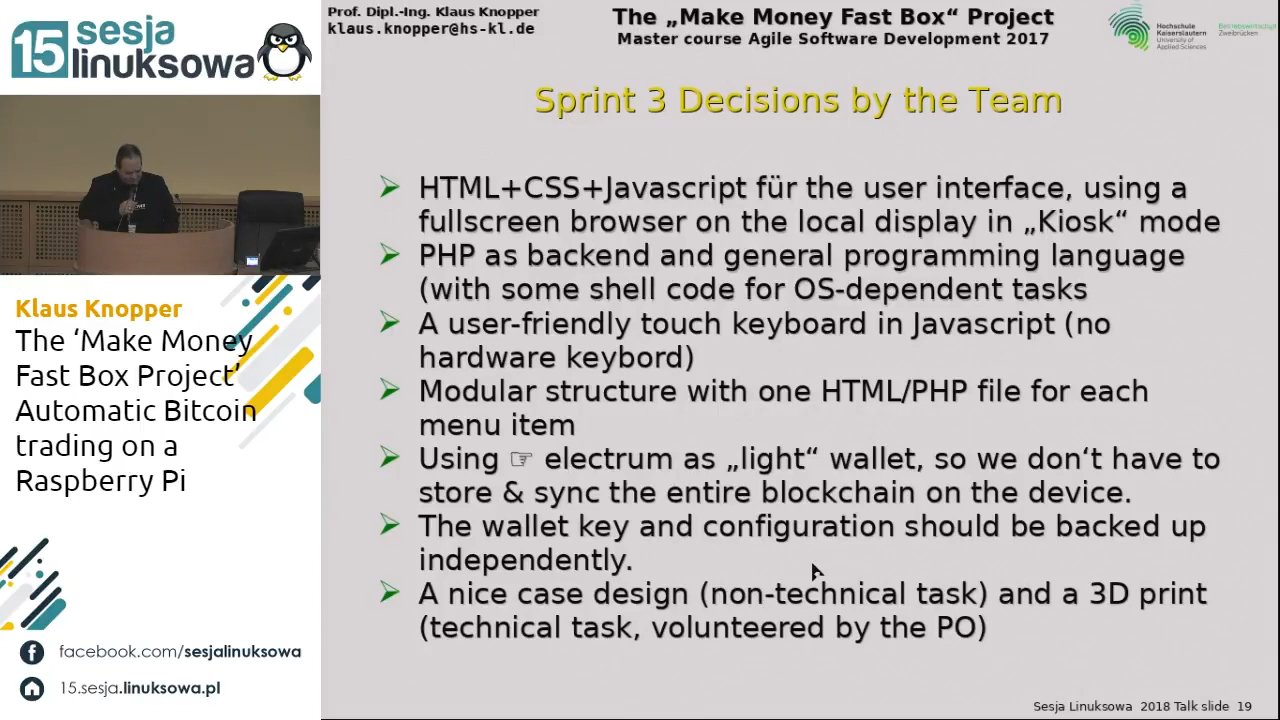 15 sesja
linuksowa
Prof. Dipl.-Ing. Klaus Knopper
klaus.knopper@hs-kl.de
The „Make Money Fast Box“ Project
Master course Agile Software Development 2017
Hochschule
Kaiserslautern
University of
Applied Sciences
Betriebswirtschaft
Zweibrücken
Sprint 3 Decisions by the Team
HTML+CSS+Javascript für the user interface, using a
fullscreen browser on the local display in „Kiosk“ mode
PHP as backend and general programming language
(with some shell code for OS-dependent tasks
A user-friendly touch keyboard in Javascript (no
hardware keybord)
Modular structure with one HTML/PHP file for each
menu item
Using ☞ electrum as „light“ wallet, so we don‘t have to
store & sync the entire blockchain on the device.
The wallet key and configuration should be backed up
independently.
A nice case design (non-technical task) and a 3D print
(technical task, volunteered by the PO)
Sesja Linuksowa 2018 Talk slide 19
Klaus Knopper
The ‘Make Money
Fast Box Project’
Automatic Bitcoin
trading on a
Raspberry Pi
facebook.com/sesjalinuksowa
15.sesja.linuksowa.pl